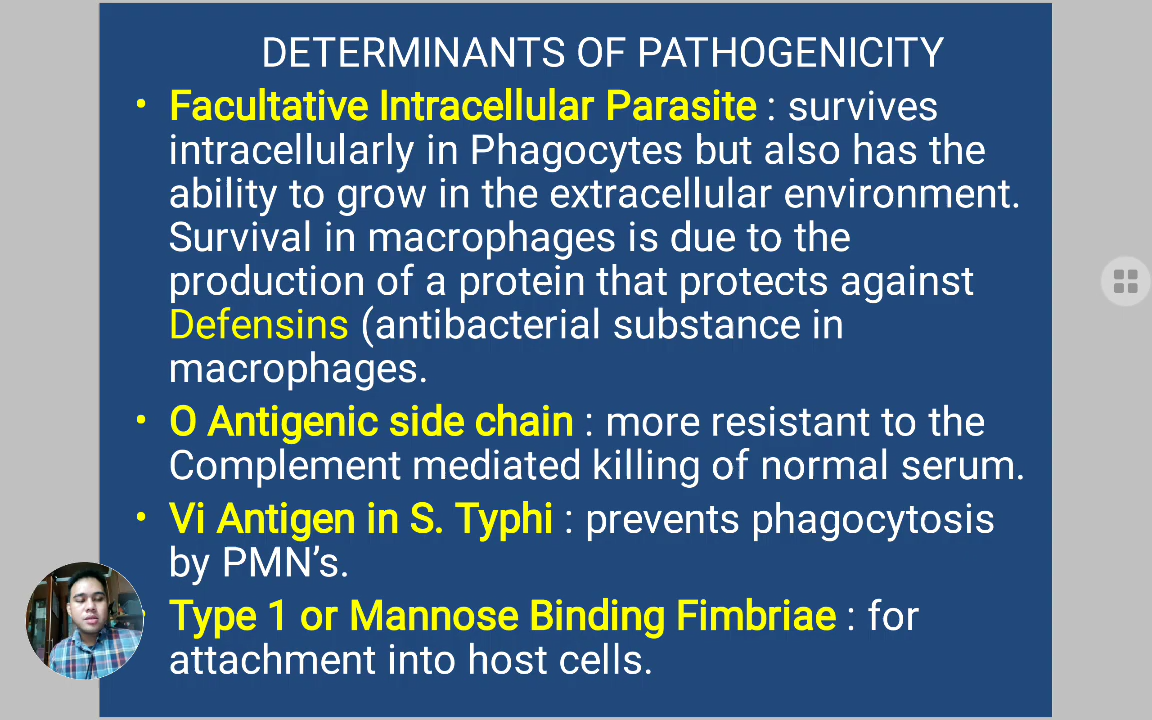 DETERMINANTS OF PATHOGENICITY
• Facultative Intracellular Parasite : survives
intracellularly in Phagocytes but also has the
ability to grow in the extracellular environment.
Survival in macrophages is due to the
production of a protein that protects against
Defensins (antibacterial substance in
macrophages.
• O Antigenic side chain : more resistant to the
Complement mediated killing of normal serum.
• Vi Antigen in S. Typhi : prevents phagocytosis
by PMN’s.
Type 1 or Mannose Binding Fimbriae : for
attachment into host cells.